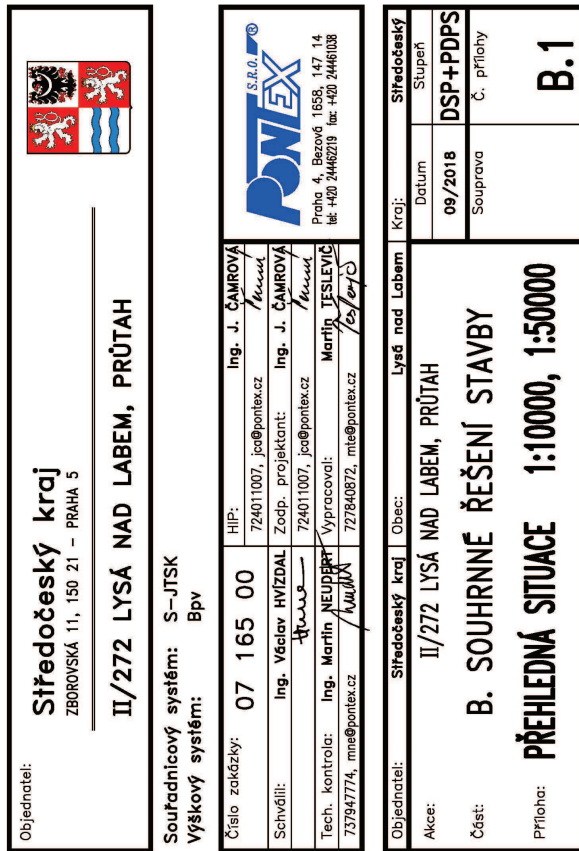 Objednatel:
Středočeský kraj
ZBOROVSKÁ 11, 150 21 – PRAHA 5
II/272 LYSÁ NAD LABEM, PRŮTAH
Souřadnicový systém: S–JTSK
Výškový systém: Bpv
Číslo zakázky: 07 165 00
HIP: Ing. J. ČAMROVÁ
724011007, jca@pontex.cz
Schválil: Ing. Václav HVÍZDAL
Zodp. projektant: Ing. J. ČAMROVÁ
724011007, jca@pontex.cz
Tech. kontrola: Ing. Martin NEUDERT
Vypracoval: Martin TESLEVIČ
737947774, mne@pontex.cz
727840872, mte@pontex.cz
PONTEX S.R.O. ®
Praha 4, Bezová 1658, 147 14
tel: +420 244462219 fax: +420 244461038
Objednatel: Středočeský kraj
Obec: Lysá nad Labem
Kraj: Středočeský
Akce: II/272 LYSÁ NAD LABEM, PRŮTAH
Datum
Stupeň
09/2018
DSP+PDPS
Část: B. SOUHRNNÉ ŘEŠENÍ STAVBY
Souprava
Č. přílohy
Příloha: PŘEHLEDNÁ SITUACE 1:10000, 1:50000
B.1